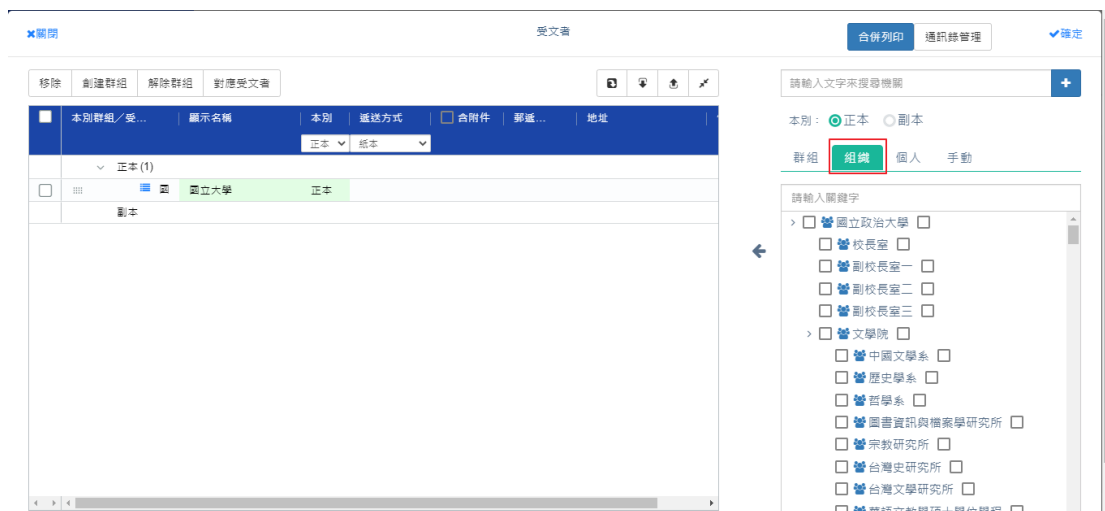 ✖關閉 受文者 合併列印 通訊錄管理 ✔確定
移除 創建群組 解除群組 對應受文者 請輸入文字來搜尋機關 +
本別群組／受... 顯示名稱 本別 遞送方式 含附件 郵遞... 地址
本別： 正本 副本
正本 紙本
群組 組織 個人 手動
正本(1)
國立大學 正本
請輸入關鍵字
副本
國立政治大學
校長室
副校長室一
副校長室二
副校長室三
文學院
中國文學系
歷史學系
哲學系
圖書資訊與檔案學研究所
宗教研究所
台灣史研究所
台灣文學研究所